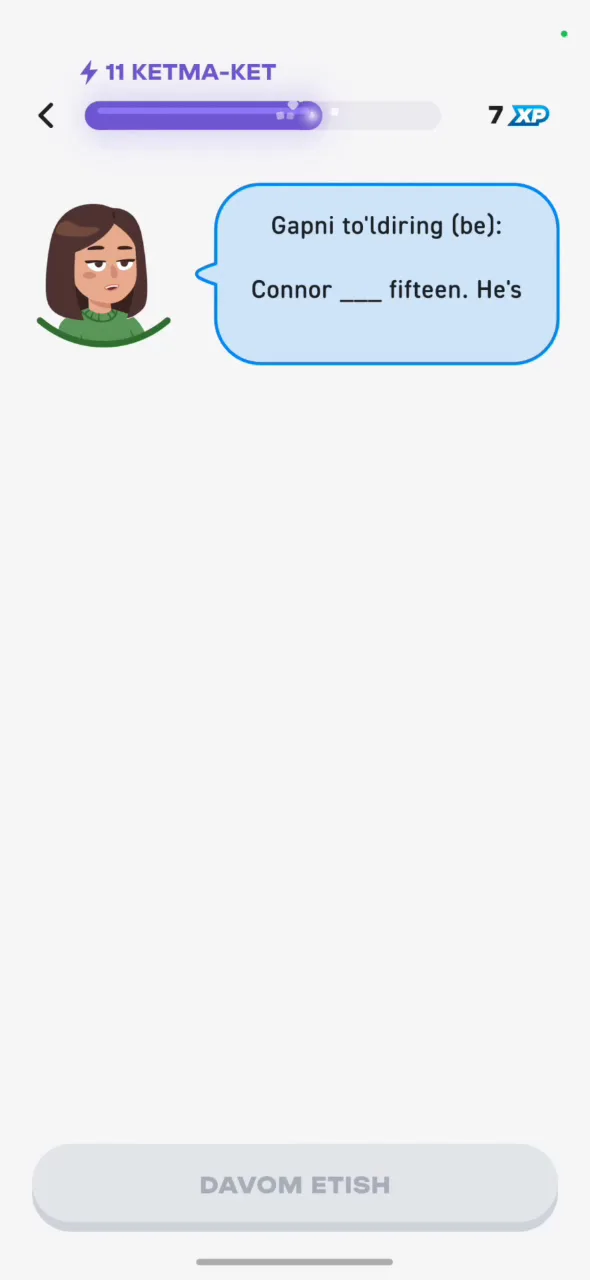 11 KETMA-KET
7 XP
Gapni to'ldiring (be):
Connor ___ fifteen. He's
DAVOM ETISH